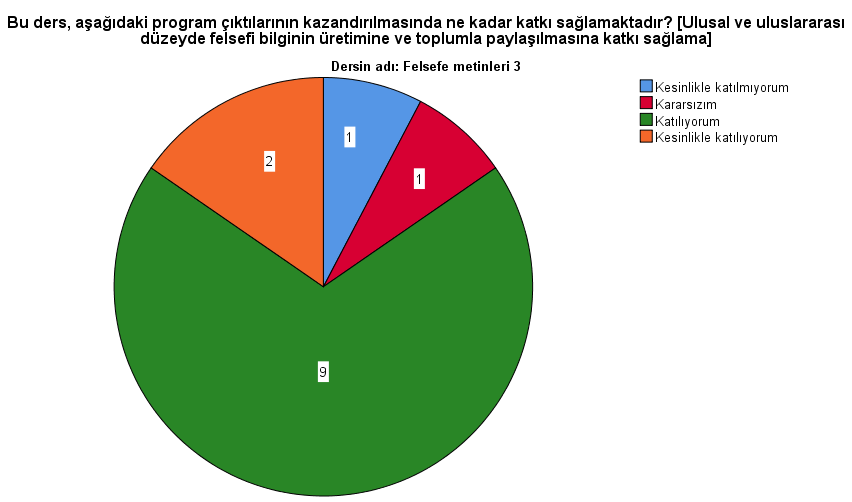 Bu ders, aşağıdaki program çıktılarının kazandırılmasında ne kadar katkı sağlamaktadır? [Ulusal ve uluslararası
düzeyde felsefi bilginin üretimine ve toplumla paylaşılmasına katkı sağlama]
Dersin adı: Felsefe metinleri 3
Kesinlikle katılmıyorum
Kararsızım
Katılıyorum
Kesinlikle katılıyorum
1
2
1
9